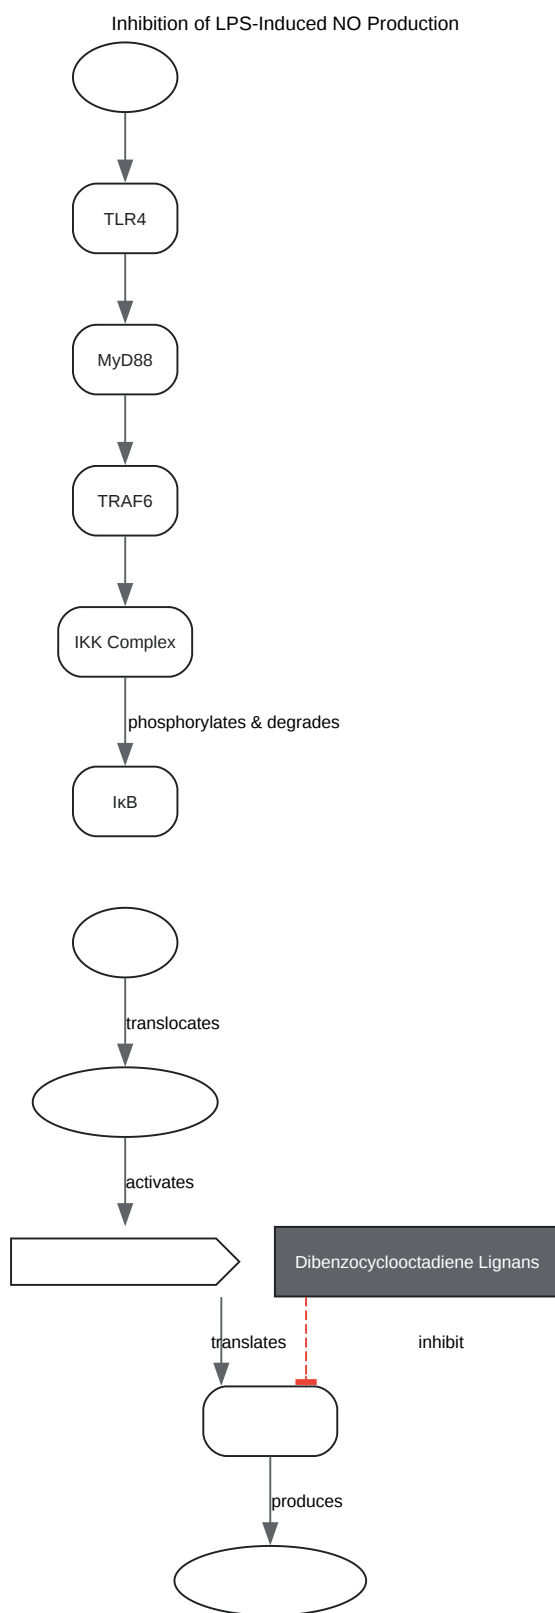 Inhibition of LPS-Induced NO Production
TLR4
MyD88
TRAF6
IKK Complex
phosphorylates & degrades
IκB
translocates
activates
Dibenzocyclooctadiene Lignans
translates
inhibit
produces